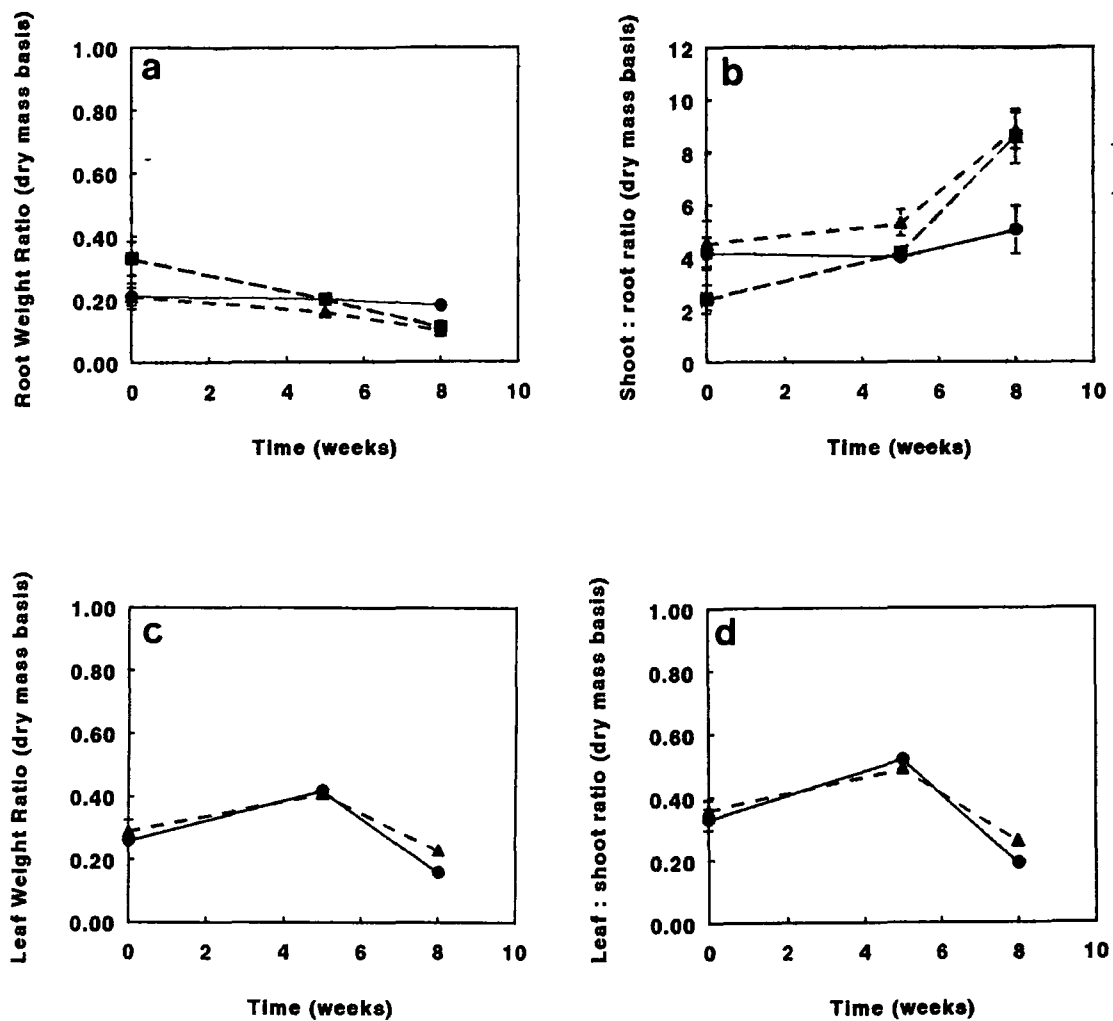 a
Root Weight Ratio (dry mass basis)
1.00
0.80
0.60
0.40
0.20
0.00
0 2 4 6 8 10
Time (weeks)
b
Shoot : root ratio (dry mass basis)
12
10
8
6
4
2
0
0 2 4 6 8 10
Time (weeks)
c
Leaf Weight Ratio (dry mass basis)
1.00
0.80
0.60
0.40
0.20
0.00
0 2 4 6 8 10
Time (weeks)
d
Leaf : shoot ratio (dry mass basis)
1.00
0.80
0.60
0.40
0.20
0.00
0 2 4 6 8 10
Time (weeks)